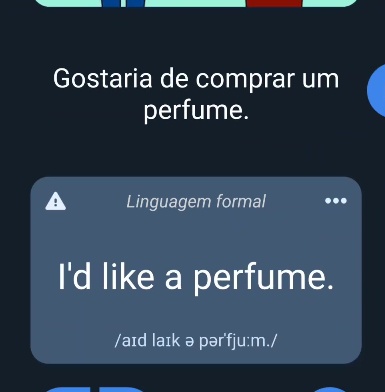 Gostaria de comprar um
perfume.
Linguagem formal
I'd like a perfume.
/aɪd laɪk ə pərˈfjuːm./